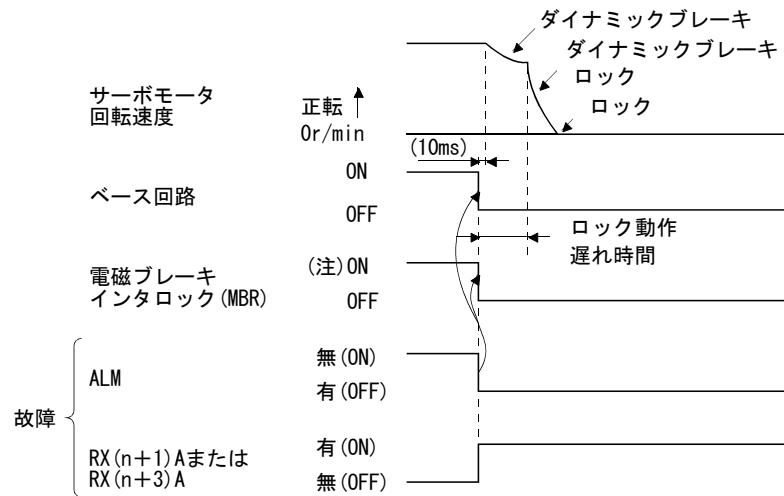 ダイナミックブレーキ
ダイナミックブレーキ
ロック
ロック
サーボモータ
回転速度
正転
0r/min
(10ms)
ベース回路
ON
OFF
ロック動作
遅れ時間
電磁ブレーキ
インタロック(MBR)
(注)ON
OFF
故障
ALM
無(ON)
有(OFF)
RX(n+1)Aまたは
RX(n+3)A
有(ON)
無(OFF)